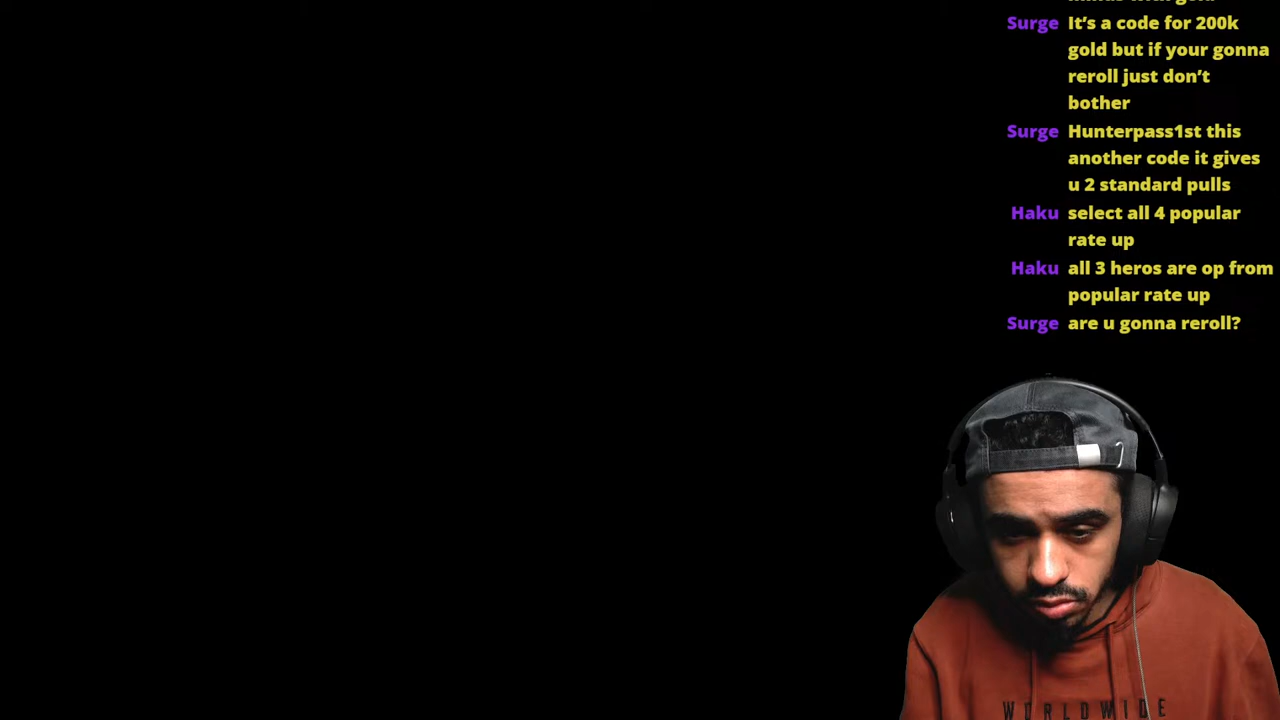 Surge It’s a code for 200k
gold but if your gonna
reroll just don’t
bother
Surge Hunterpass1st this
another code it gives
u 2 standard pulls
Haku select all 4 popular
rate up
Haku all 3 heros are op from
popular rate up
Surge are u gonna reroll?
WORLDWIDE